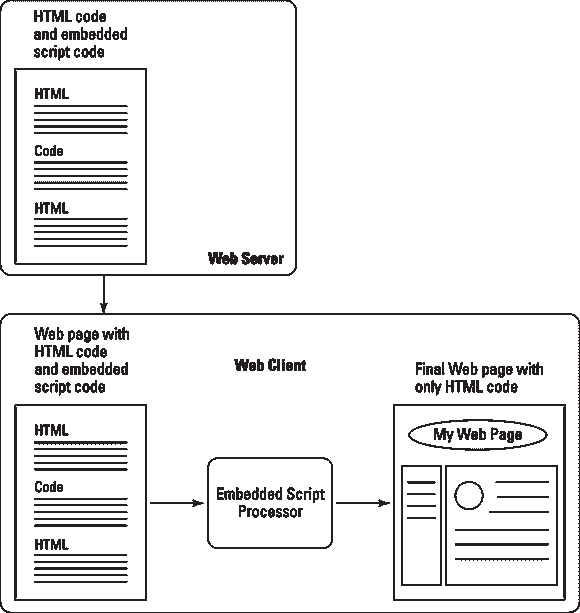 HTML code
and embedded
script code
HTML
Code
HTML
Web Server
Web page with
HTML code
and embedded
script code
Web Client
Final Web page with
only HTML code
HTML
Code
HTML
Embedded Script
Processor
My Web Page